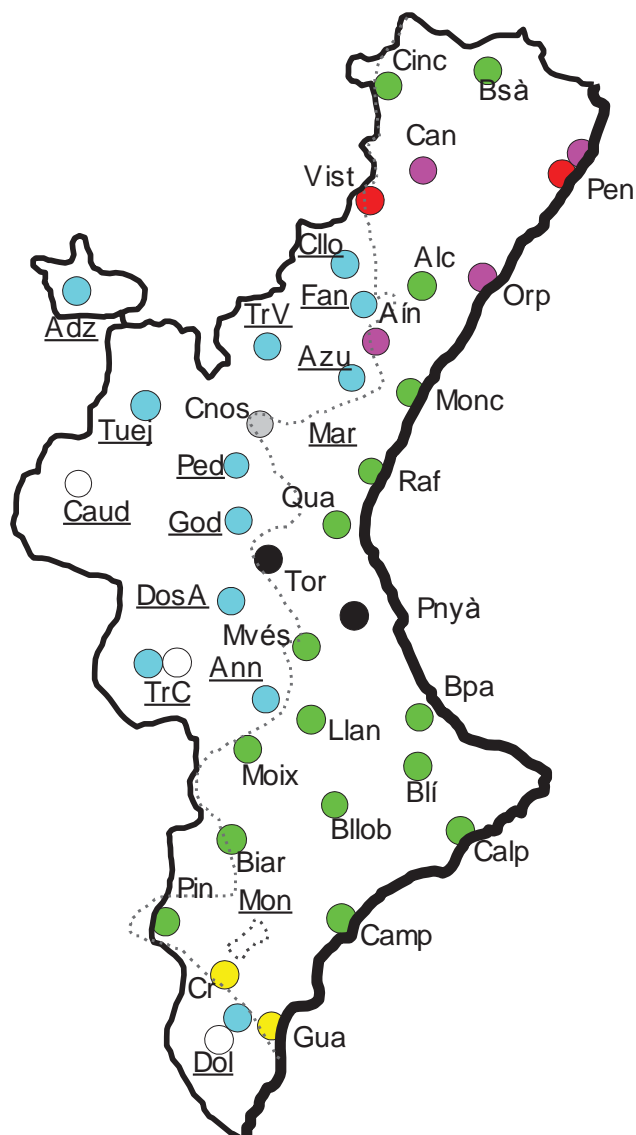 Cinc
Bsà
Can
Vist
Pen
Cllo
Alc
Fan
Orp
Adz
TrV
Aín
Azu
Monc
Cnos
Mar
Tuej
Ped
Raf
Caud
Qua
God
Tor
DosA
Pnyà
Mvés
Ann
TrC
Bpa
Llan
Moix
Blí
Bllob
Calp
Biar
Pin
Mon
Camp
Cr
Gua
Dol